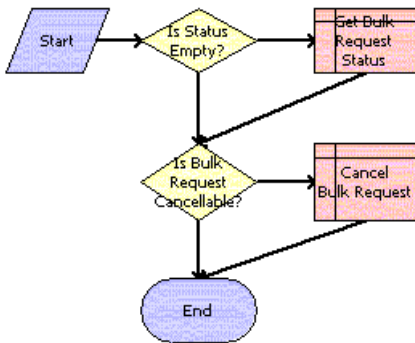 Start
Is Status
Empty?
Get Bulk
Request
Status
Is Bulk
Request
Cancellable?
Cancel
Bulk Request
End